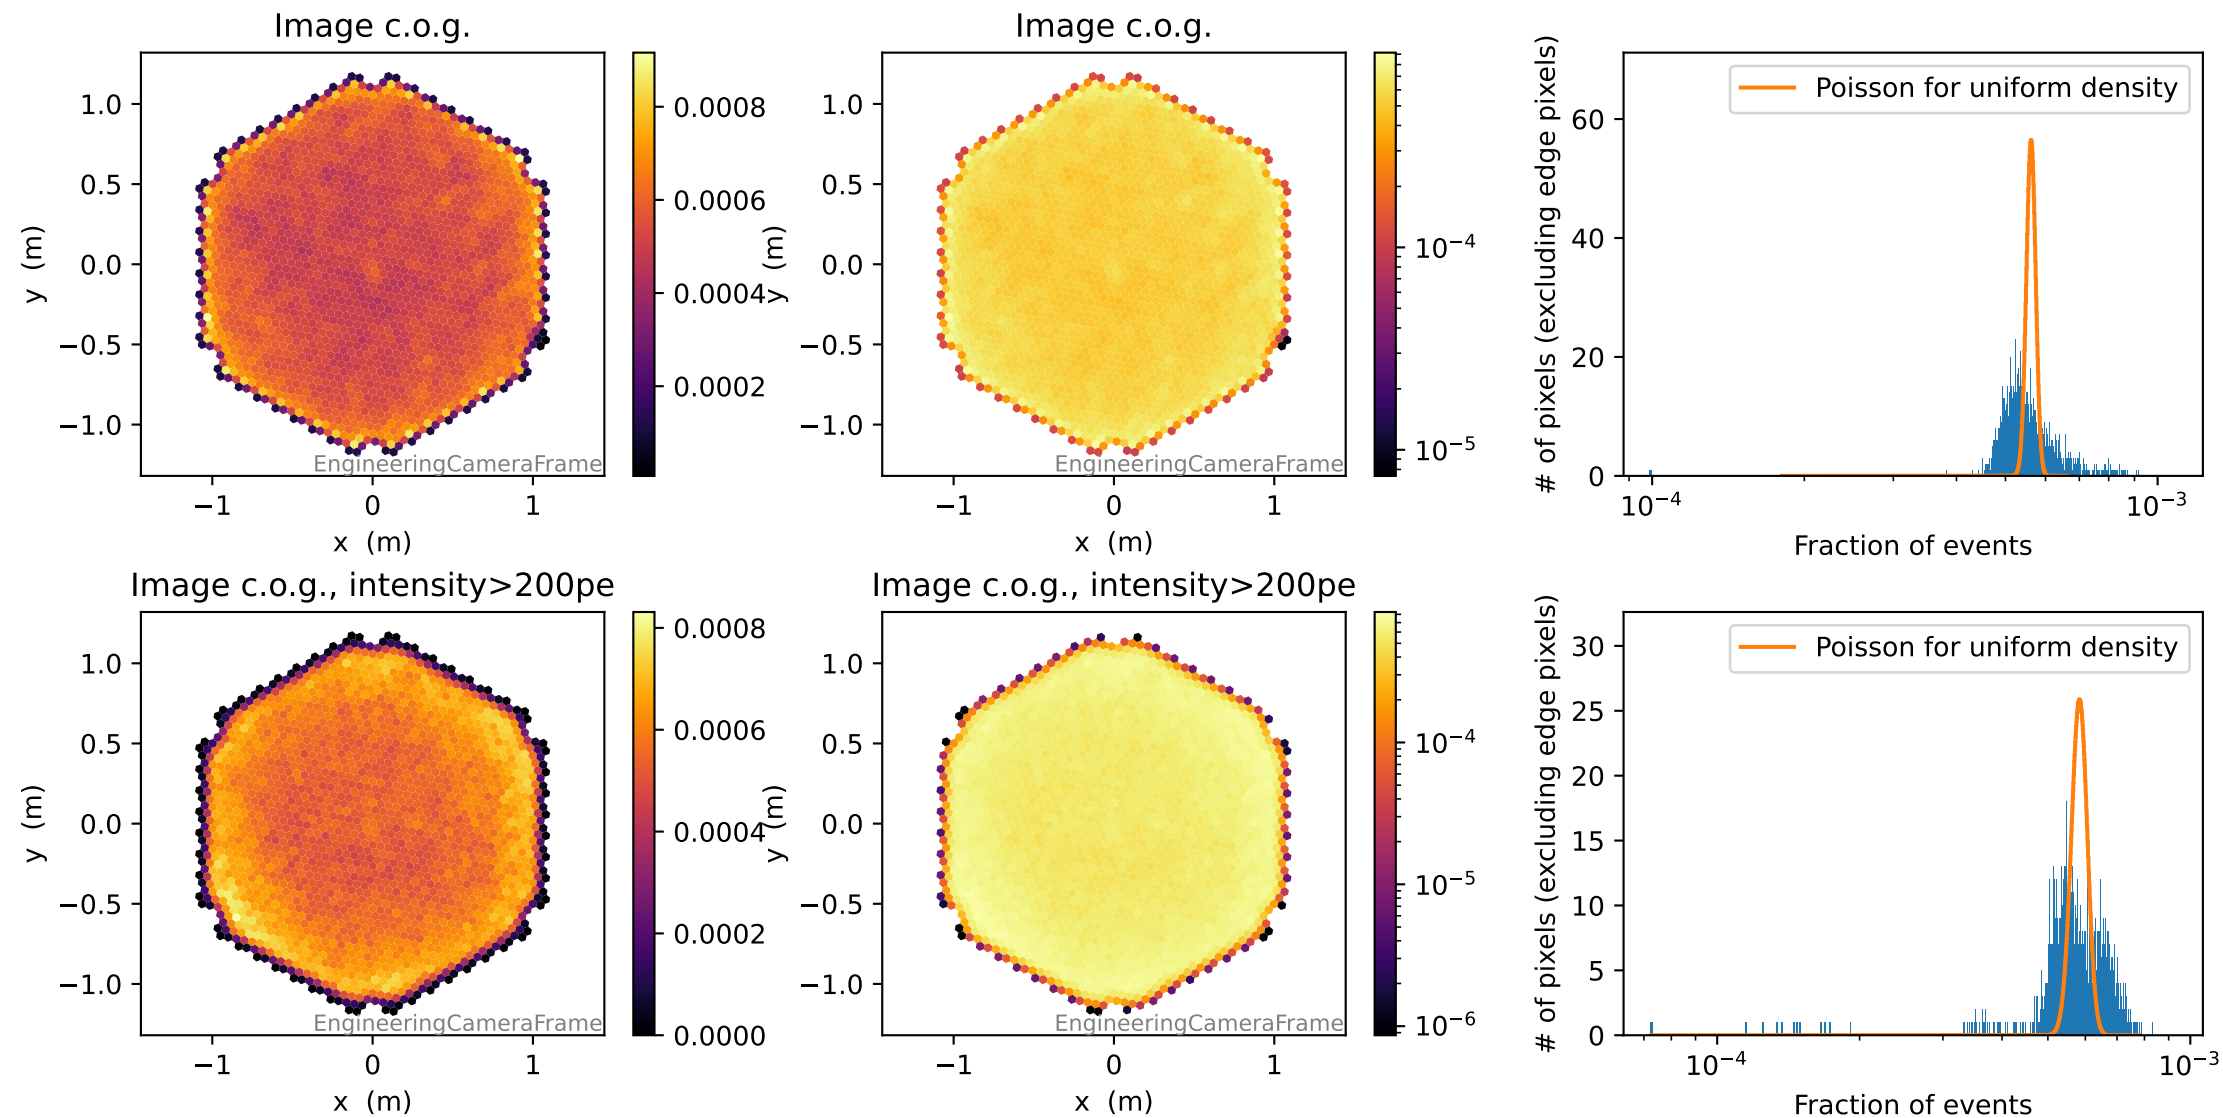 Image c.o.g.
y (m)
1.0
0.5
0.0
−0.5
−1.0
−1
0
1
x (m)
EngineeringCameraFrame
0.0008
0.0006
0.0004
0.0002
Image c.o.g.
y (m)
1.0
0.5
0.0
−0.5
−1.0
−1
0
1
x (m)
EngineeringCameraFrame
10⁻⁴
10⁻⁵
# of pixels (excluding edge pixels)
60
40
20
0
Poisson for uniform density
10⁻⁴
10⁻³
Fraction of events
Image c.o.g., intensity>200pe
y (m)
1.0
0.5
0.0
−0.5
−1.0
−1
0
1
x (m)
EngineeringCameraFrame
0.0008
0.0006
0.0004
0.0002
0.0000
Image c.o.g., intensity>200pe
y (m)
1.0
0.5
0.0
−0.5
−1.0
−1
0
1
x (m)
EngineeringCameraFrame
10⁻⁴
10⁻⁵
10⁻⁶
# of pixels (excluding edge pixels)
30
25
20
15
10
5
0
Poisson for uniform density
10⁻⁴
10⁻³
Fraction of events